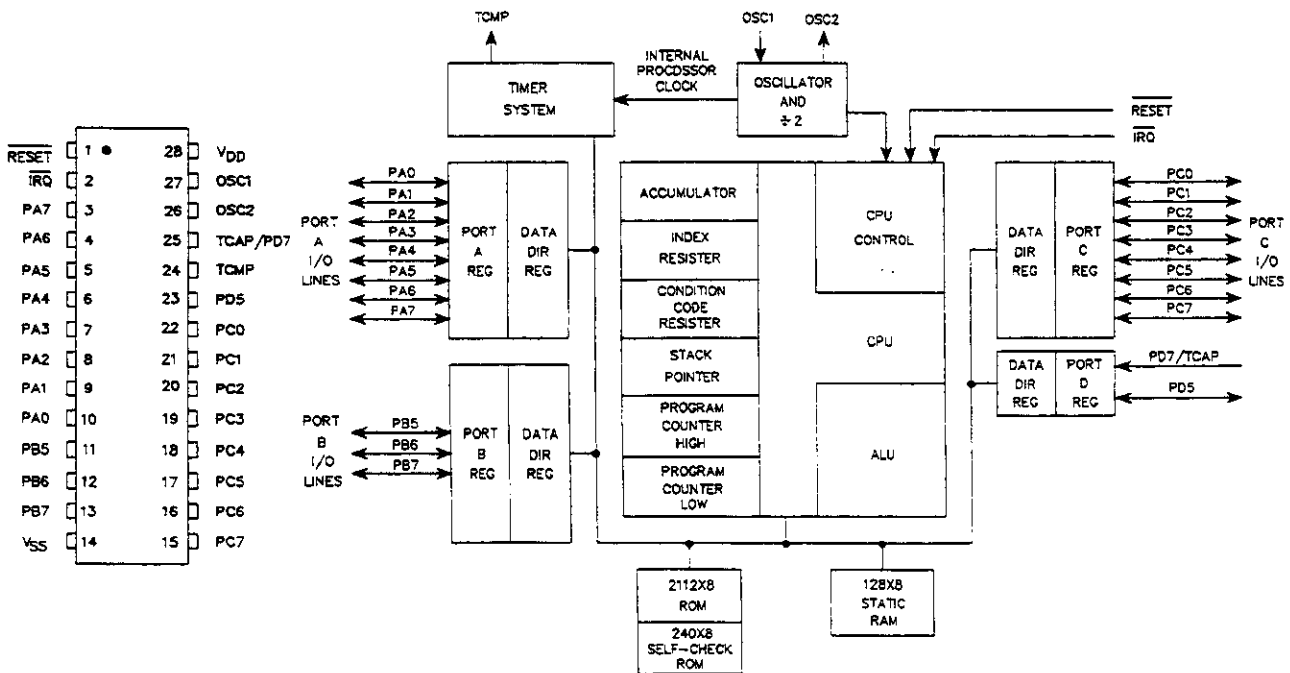 TCMP
OSC1
OSC2
INTERNAL
PROCDSSOR
CLOCK
TIMER
SYSTEM
OSCILLATOR
AND
÷2
RESET
IRQ
RESET 1 28 VDD
IRQ 2 27 OSC1
PA7 3 26 OSC2
PA6 4 25 TCAP/PD7
PA5 5 24 TCMP
PA4 6 23 PD5
PA3 7 22 PC0
PA2 8 21 PC1
PA1 9 20 PC2
PA0 10 19 PC3
PB5 11 18 PC4
PB6 12 17 PC5
PB7 13 16 PC6
VSS 14 15 PC7
PORT
A
I/O
LINES
PA0
PA1
PA2
PA3
PA4
PA5
PA6
PA7
PORT
A
REG
DATA
DIR
REG
PORT
B
I/O
LINES
PB5
PB6
PB7
PORT
B
REG
DATA
DIR
REG
ACCUMULATOR
INDEX
REGISTER
CONDITION
CODE
RESISTER
STACK
POINTER
PROGRAM
COUNTER
HIGH
PROGRAM
COUNTER
LOW
CPU
CONTROL
CPU
ALU
DATA
DIR
REG
PORT
C
REG
PC0
PC1
PC2
PC3
PC4
PC5
PC6
PC7
PORT
C
I/O
LINES
DATA
DIR
REG
PORT
D
REG
PD7/TCAP
PD5
2112X8
ROM
240X8
SELF-CHECK
ROM
128X8
STATIC
RAM